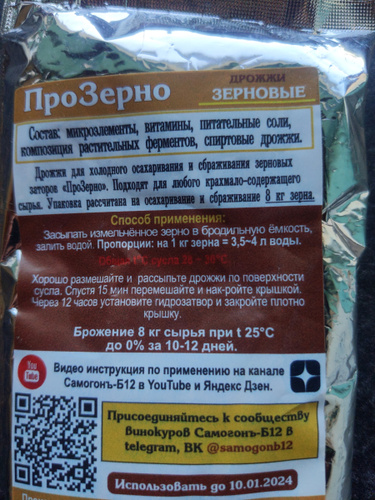 ПроЗерно
ДРОЖЖИ
ЗЕРНОВЫЕ
Состав: микроэлементы, витамины, питательные соли,
композиция растительных ферментов, спиртовые дрожжи.
Дрожжи для холодного осахаривания и сбраживания зерновых
заторов «ПроЗерно». Подходят для любого крахмало-содержащего
сырья. Упаковка рассчитана на осахаривание и сбраживание 8 кг зерна.
Способ применения:
Засыпать измельчённое зерно в бродильную ёмкость,
залить водой. Пропорции: на 1 кг зерна = 3,5~4 л воды.
сусла
Хорошо размешайте и рассыпьте дрожжи по поверхности
сусла. Спустя 15 мин перемешайте и нак-ройте крышкой.
Через 12 часов установите гидрозатвор и закройте плотно
крышку.
Брожение 8 кг сырья при t 25°C
до 0% за 10-12 дней.
You
Tube
Видео инструкция по применению на канале
Самогонъ-Б12 в YouTube и Яндекс Дзен.
Присоединяйтесь к сообществу
винокуров Самогонъ-Б12 в
telegram, ВК @samogonb12
Использовать до 10.01.2024